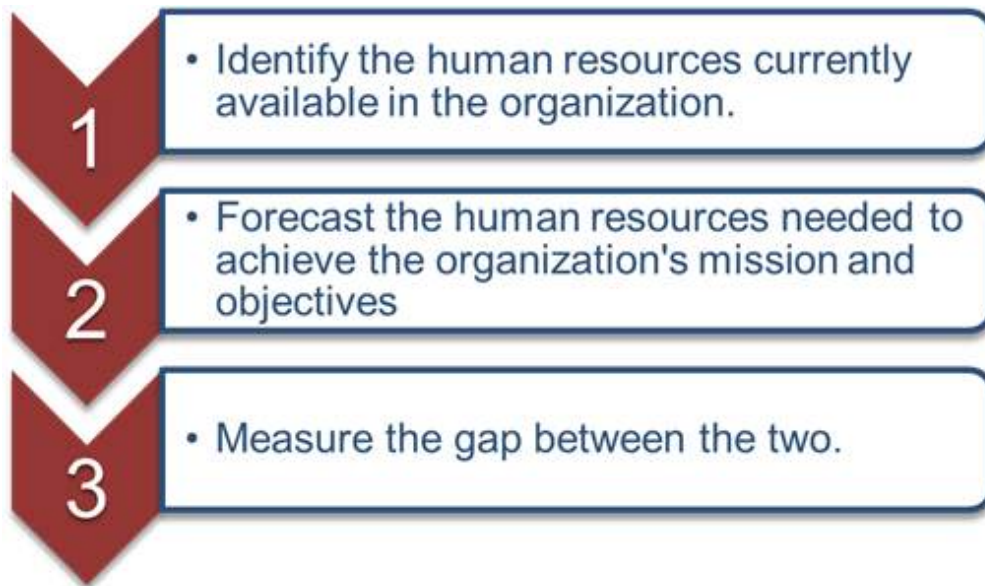 1
• Identify the human resources currently
available in the organization.
2
• Forecast the human resources needed to
achieve the organization's mission and
objectives
3
• Measure the gap between the two.